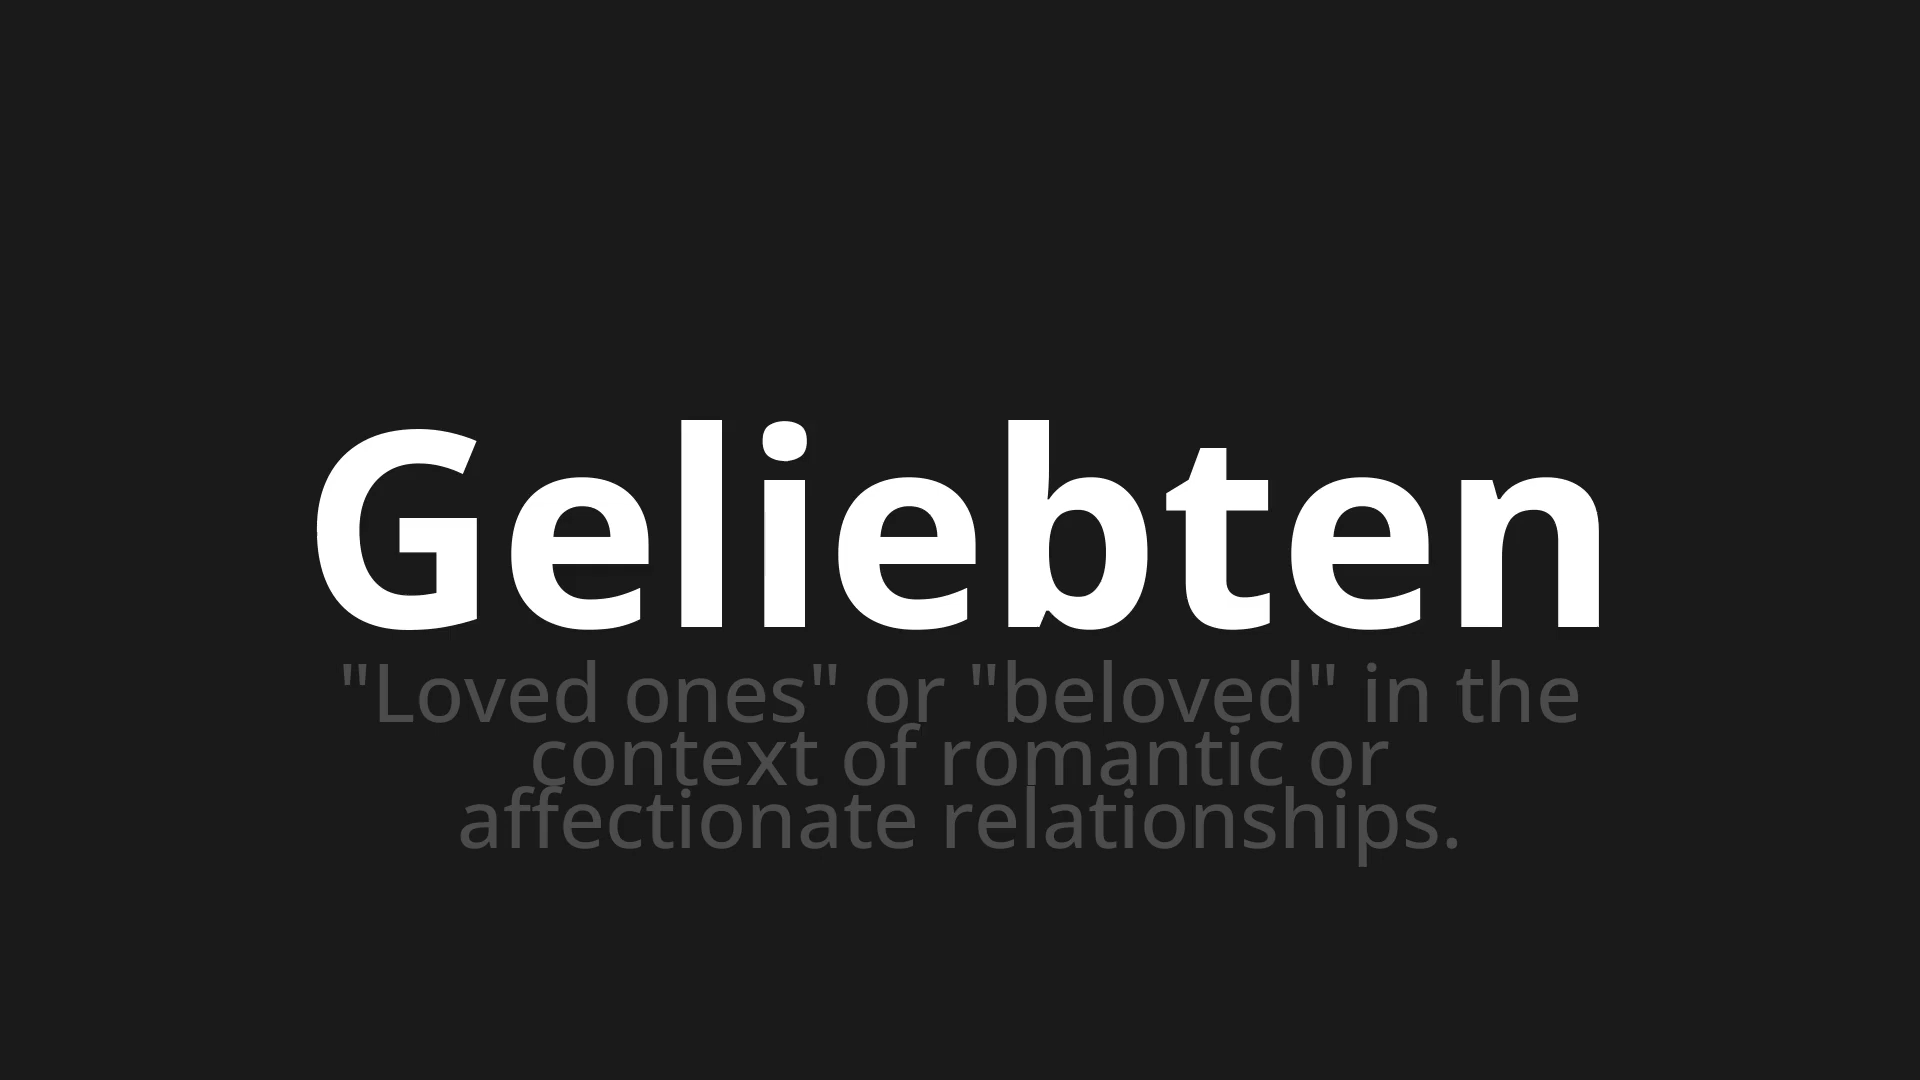 Geliebten
"Loved ones" or "beloved" in the
context of romantic or
affectionate relationships.